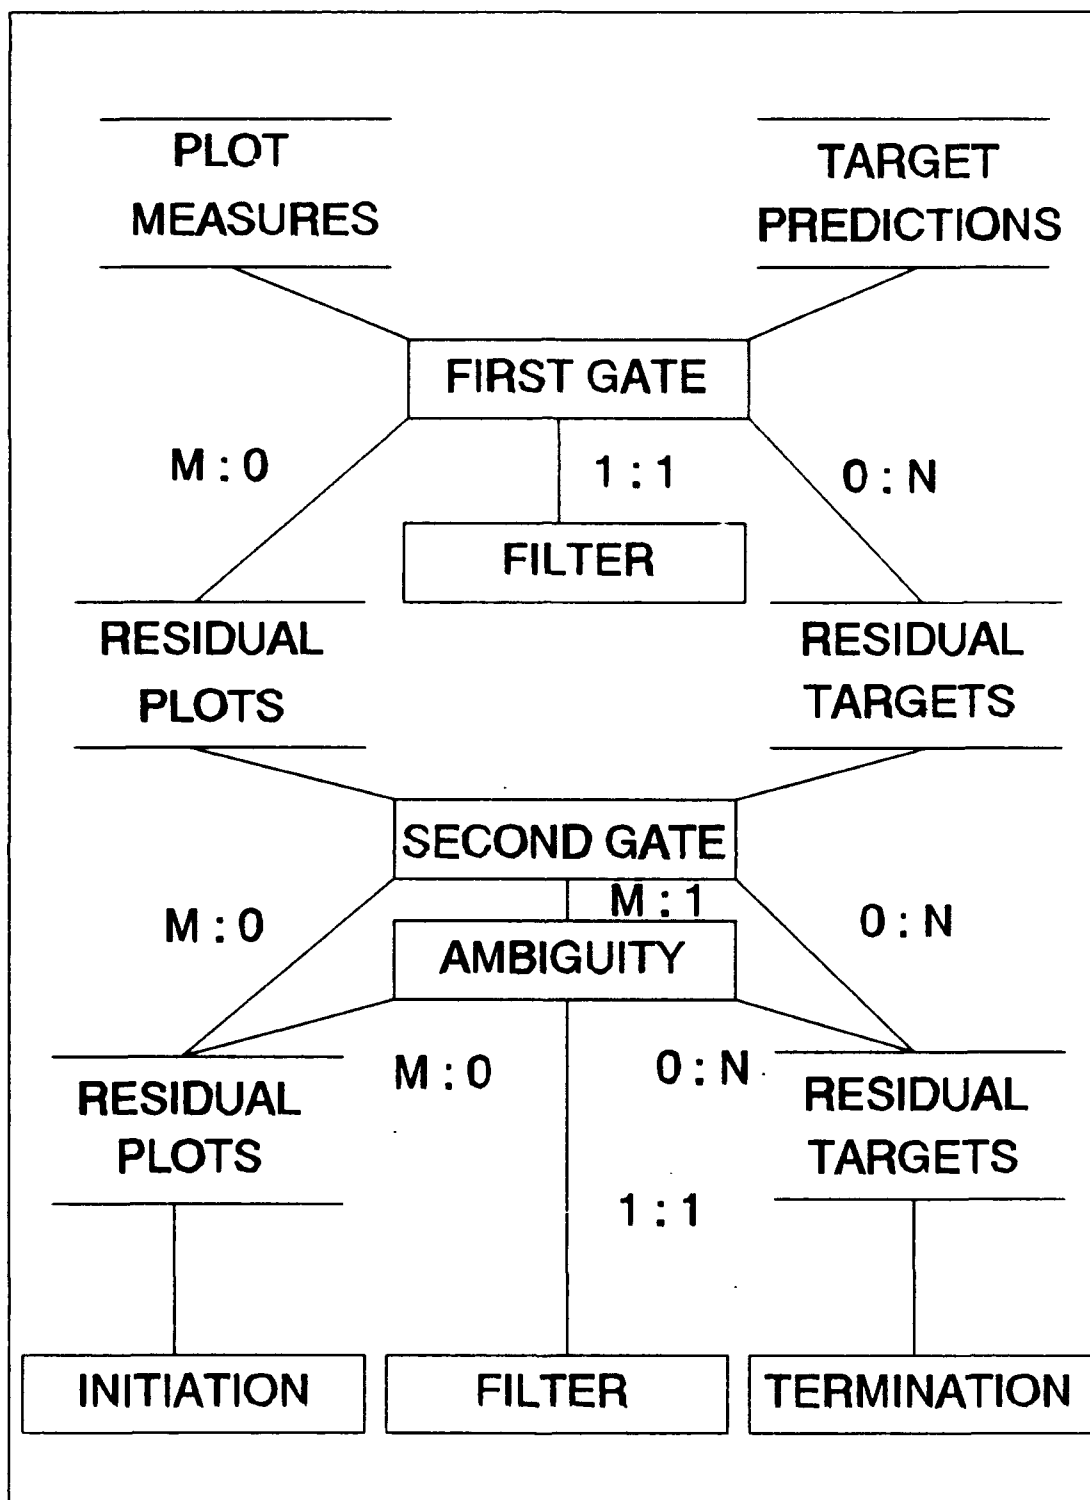 PLOT
MEASURES
TARGET
PREDICTIONS
FIRST GATE
M : 0
1 : 1
0 : N
FILTER
RESIDUAL
PLOTS
RESIDUAL
TARGETS
SECOND GATE
M : 1
M : 0
0 : N
AMBIGUITY
M : 0
0 : N
RESIDUAL
PLOTS
RESIDUAL
TARGETS
1 : 1
INITIATION
FILTER
TERMINATION